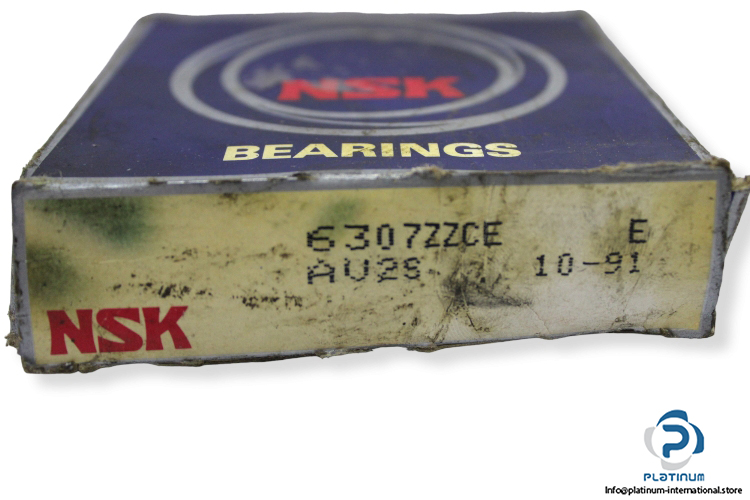 NSK
BEARINGS
6307ZZCE E
AV2S 10-91
NSK
PLATINUM
Info@platinum-international.store